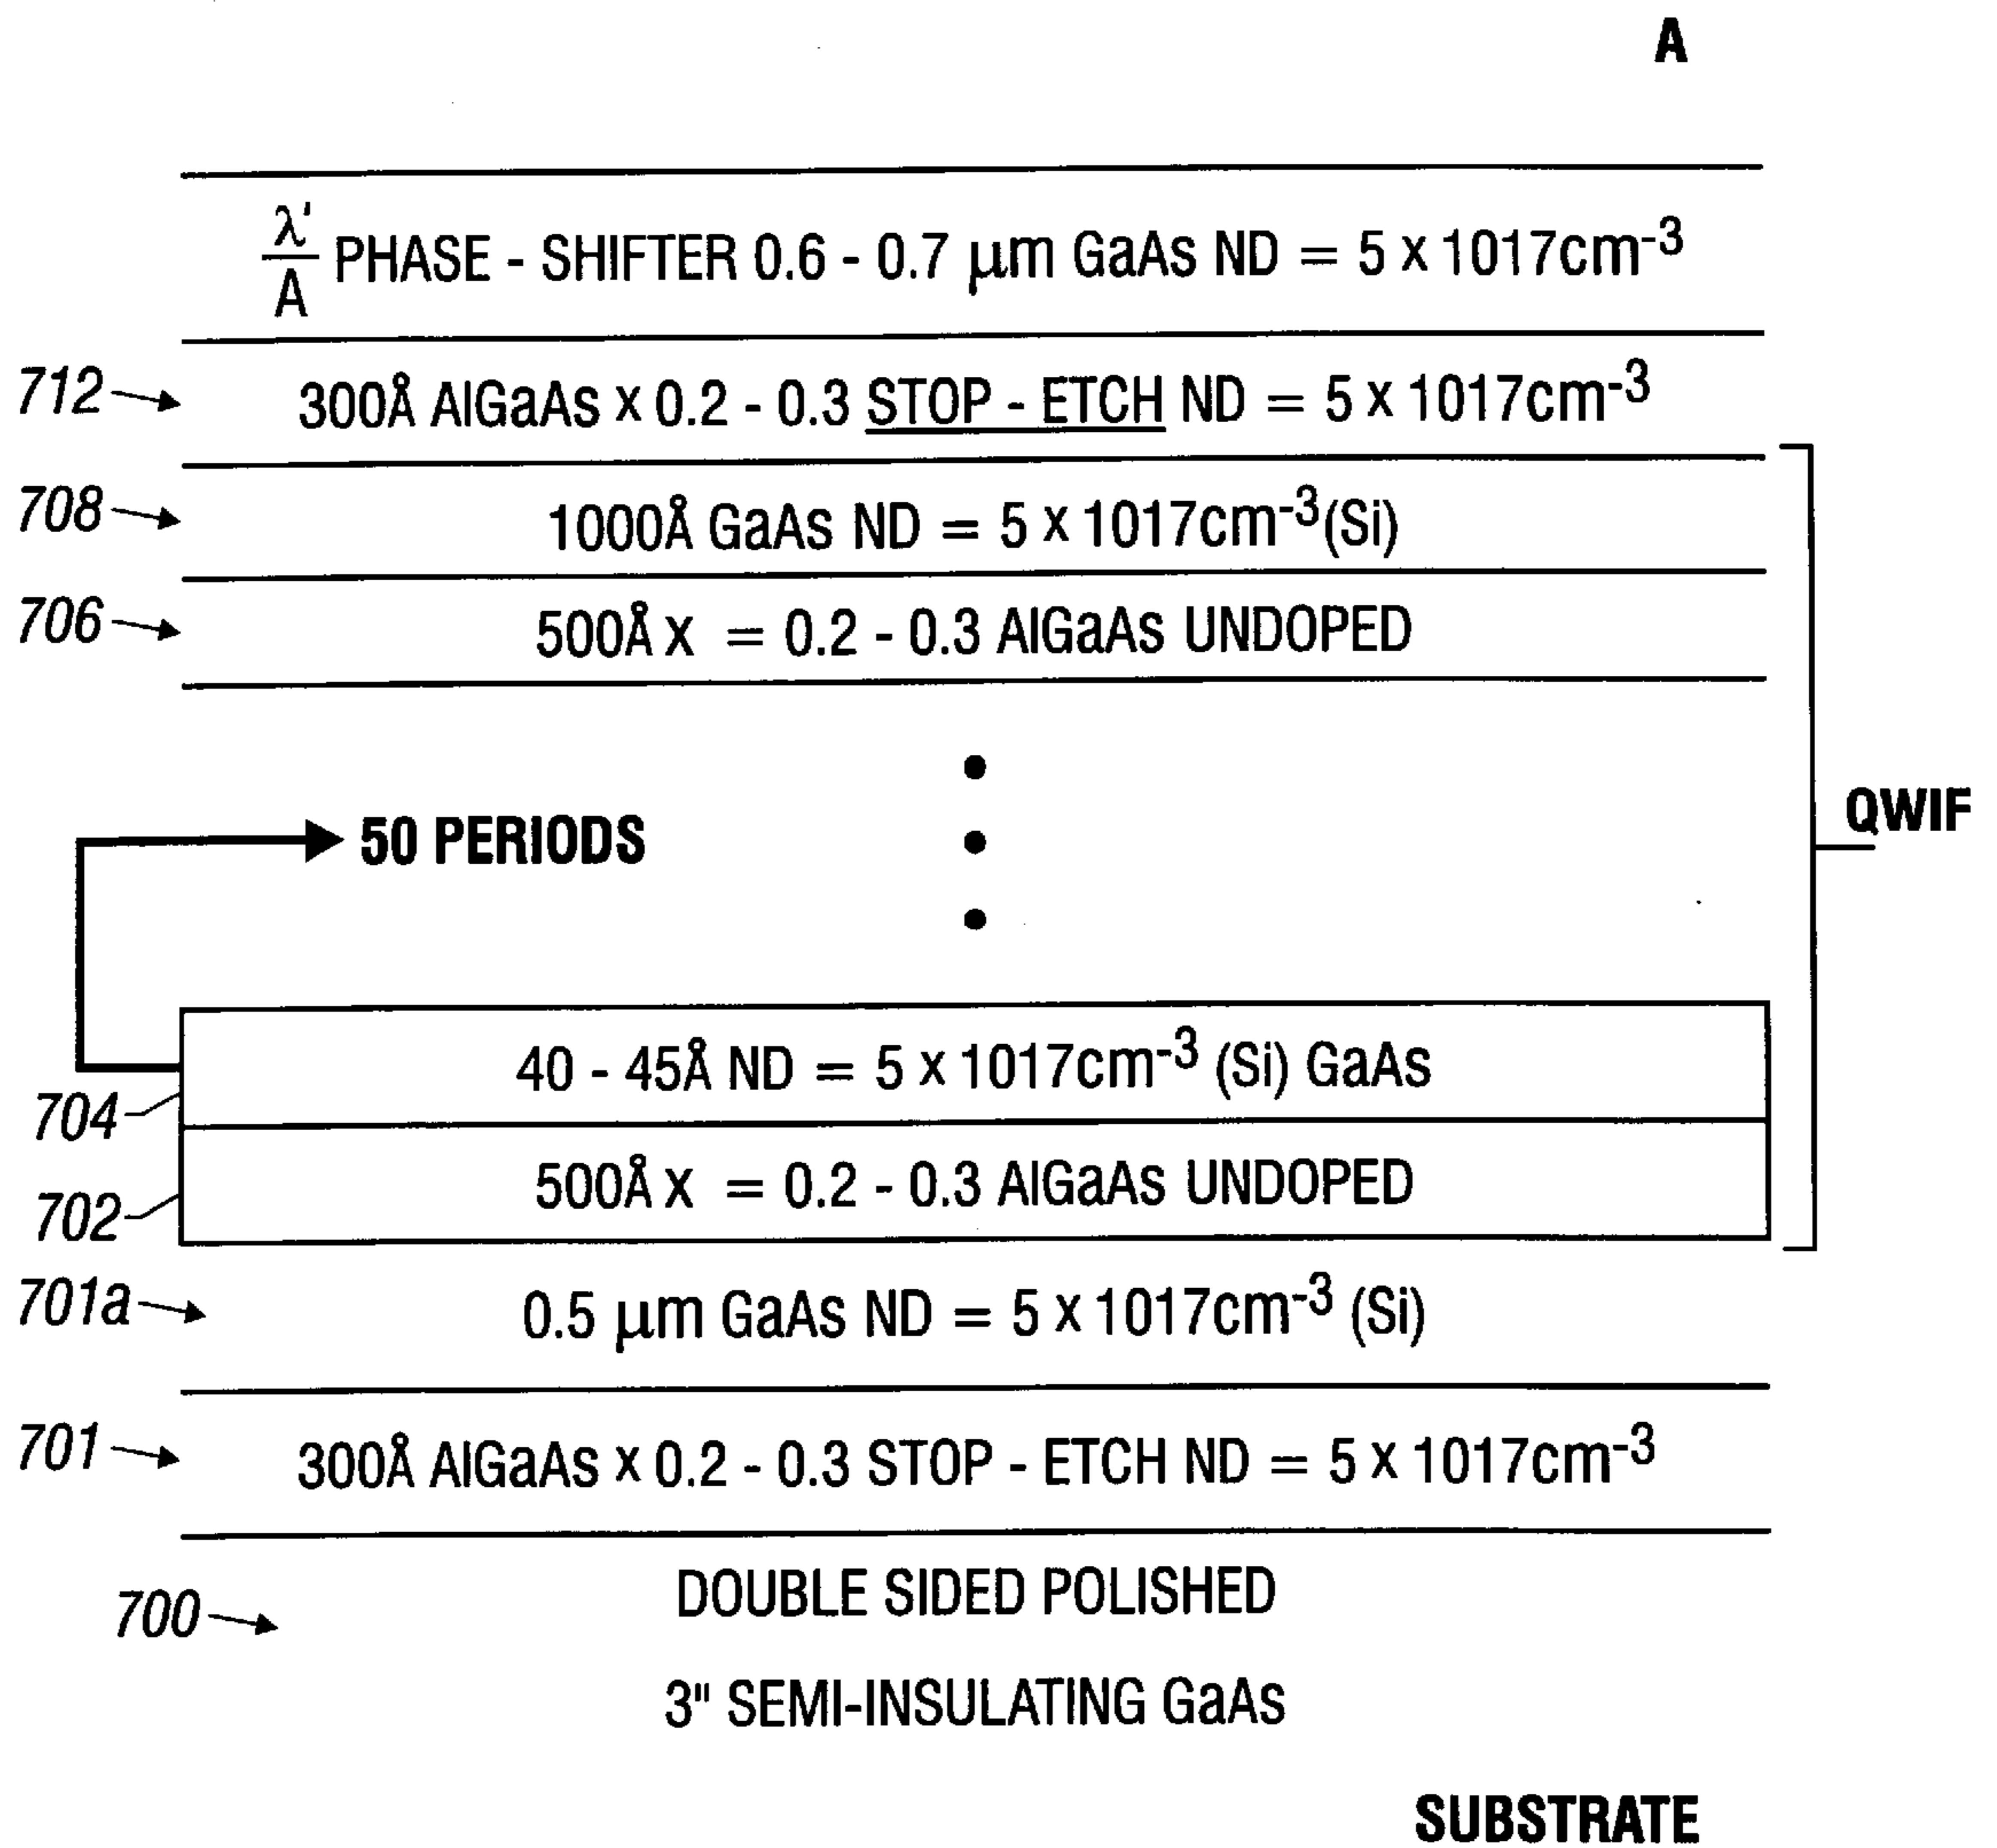 A
λ'
A
PHASE - SHIFTER 0.6 - 0.7 μm GaAs ND = 5 x 1017cm-3
712
300Å AlGaAs x 0.2 - 0.3 STOP - ETCH ND = 5 x 1017cm-3
708
1000Å GaAs ND = 5 x 1017cm-3(Si)
706
500Å x = 0.2 - 0.3 AlGaAs UNDOPED
50 PERIODS
QWIF
40 - 45Å ND = 5 x 1017cm-3 (Si) GaAs
704
500Å x = 0.2 - 0.3 AlGaAs UNDOPED
702
701a
0.5 μm GaAs ND = 5 x 1017cm-3 (Si)
701
300Å AlGaAs x 0.2 - 0.3 STOP - ETCH ND = 5 x 1017cm-3
700
DOUBLE SIDED POLISHED
3" SEMI-INSULATING GaAs
SUBSTRATE